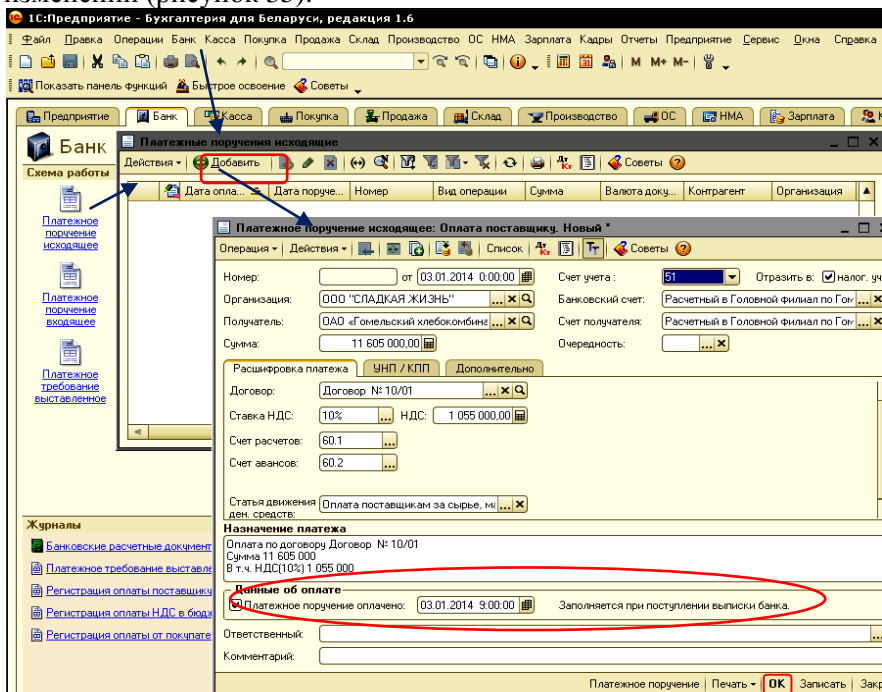 изменений (рисунок 33).
1С:Предприятие - Бухгалтерия для Беларуси, редакция 1.6
Файл Правка Операции Банк Касса Покупка Продажа Склад Производство ОС НМА Зарплата Кадры Отчеты Предприятие Сервис Окна Справка
М М+ М-
Показать панель функций Быстрое освоение Советы
Предприятие Банк Касса Покупка Продажа Склад Производство ОС НМА Зарплата
Банк
Схема работы
Платежное поручение исходящее
Платежное поручение входящее
Платежное требование выставленное
Журналы
Банковские расчетные документ
Платежное требование выставле
Регистрация оплаты поставщику
Регистрация оплаты НДС в бюдж
Регистрация оплаты от покупате
Платежные поручения исходящие
Действия Добавить Советы
Дата опла... Дата поруче... Номер Вид операции Сумма Валюта доку... Контрагент Организация
Платежное поручение исходящее: Оплата поставщику. Новый *
Операция Действия Список Советы
Номер: от 03.01.2014 0:00:00 Счет учета : 51 Отразить в: налог. уч
Организация: ООО "СЛАДКАЯ ЖИЗНЬ" ... Банковский счет: Расчетный в Головной филиал по Гом ...
Получатель: ОАО «Гомельский хлебокомбина ... Счет получателя: Расчетный в Головной филиал по Гом ...
Сумма: 11 605 000,00 Очередность: ...
Расшифровка платежа УНП / КПП Дополнительно
Договор: Договор № 10/01 ...
Ставка НДС: 10% ... НДС: 1 055 000,00
Счет расчетов: 60.1 ...
Счет авансов: 60.2 ...
Статья движения ден. средств: Оплата поставщикам за сырье, ма ...
Назначение платежа
Оплата по договору Договор № 10/01
Сумма 11 605 000
В т.ч. НДС(10%) 1 055 000
Данные об оплате
Платежное поручение оплачено: 03.01.2014 9:00:00 Заполняется при поступлении выписки банка.
Ответственный: ...
Комментарий:
Платежное поручение Печать ОК Записать Закр